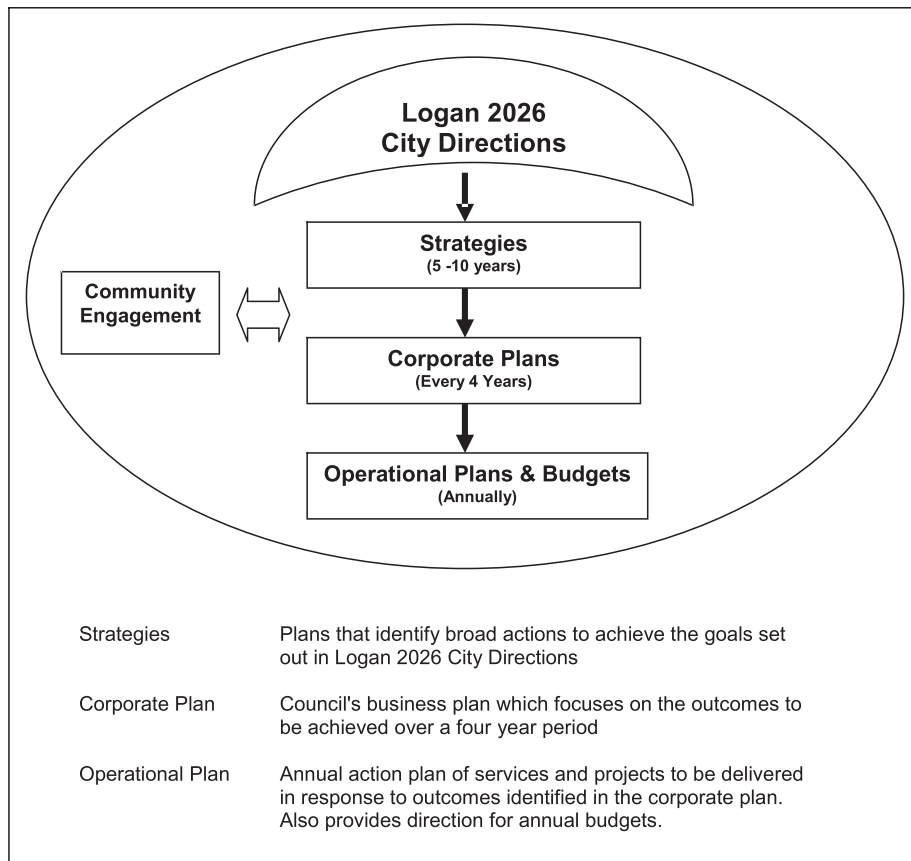 Logan 2026
City Directions
Strategies
(5 -10 years)
Community
Engagement
Corporate Plans
(Every 4 Years)
Operational Plans & Budgets
(Annually)
Strategies Plans that identify broad actions to achieve the goals set
out in Logan 2026 City Directions
Corporate Plan Council's business plan which focuses on the outcomes to
be achieved over a four year period
Operational Plan Annual action plan of services and projects to be delivered
in response to outcomes identified in the corporate plan.
Also provides direction for annual budgets.